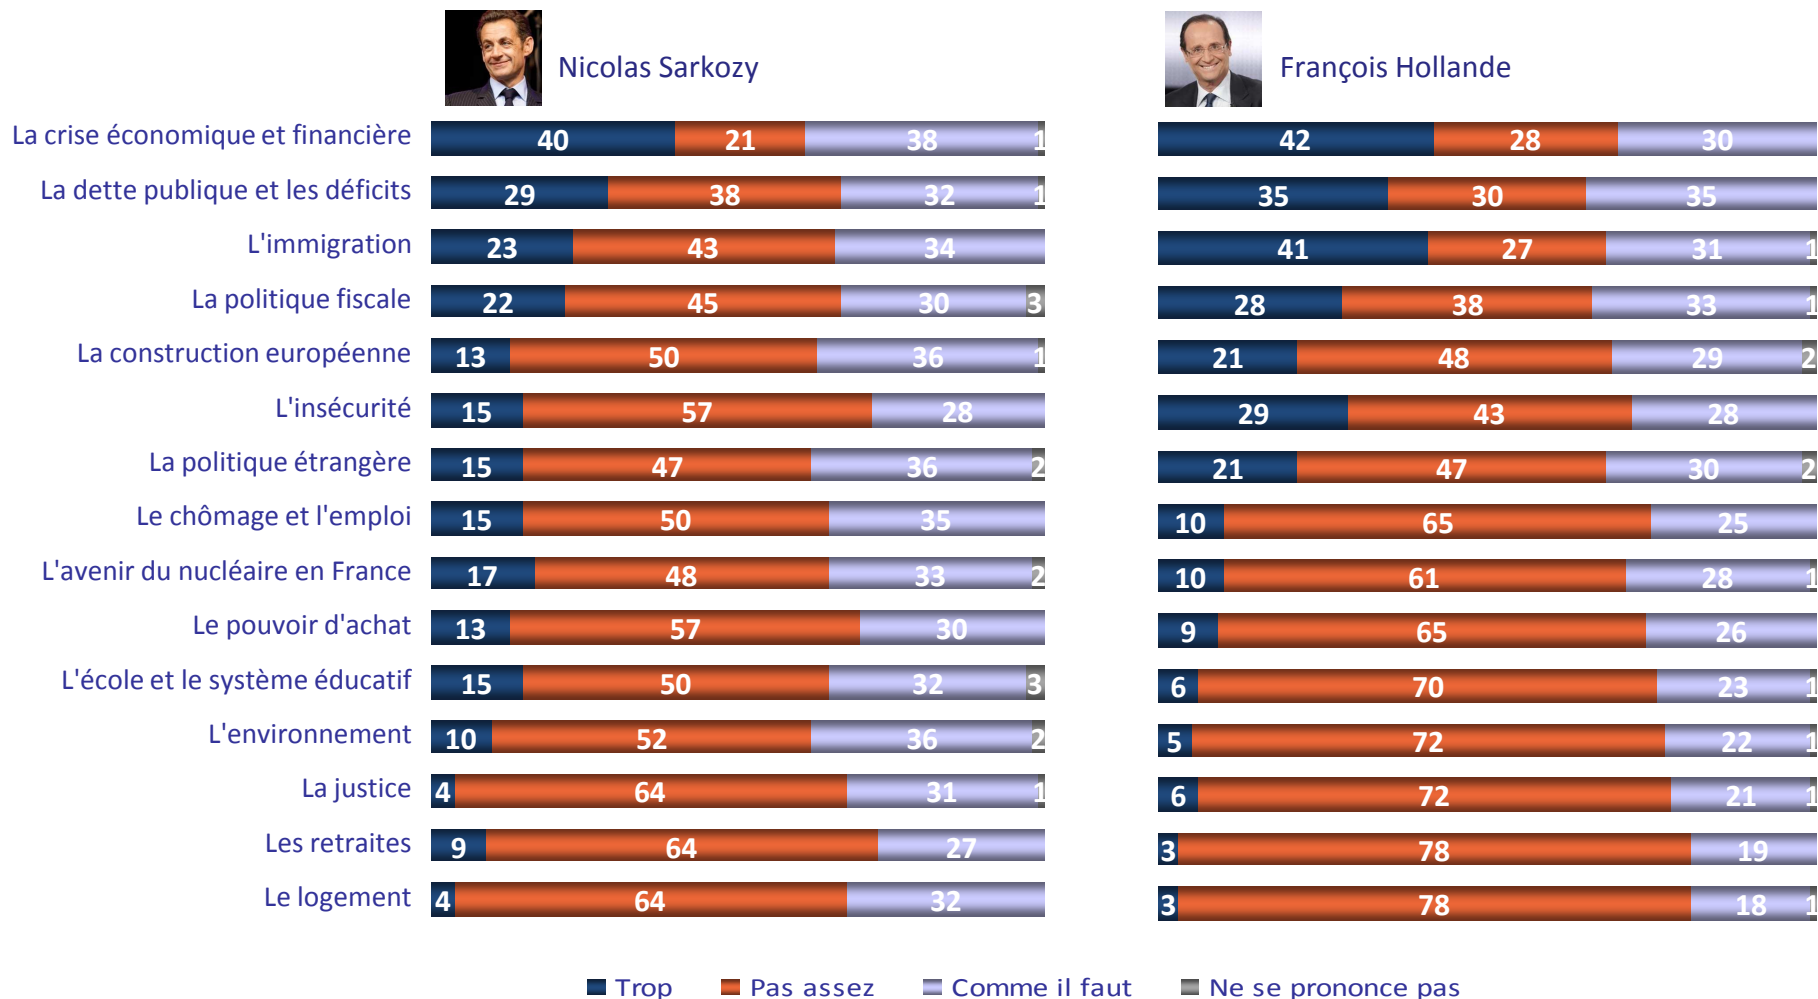 Nicolas Sarkozy François Hollande
La crise économique et financière 40 21 38 1 42 28 30
La dette publique et les déficits 29 38 32 1 35 30 35
L'immigration 23 43 34 41 27 31 1
La politique fiscale 22 45 30 3 28 38 33 1
La construction européenne 13 50 36 1 21 48 29 2
L'insécurité 15 57 28 29 43 28
La politique étrangère 15 47 36 2 21 47 30 2
Le chômage et l'emploi 15 50 35 10 65 25
L'avenir du nucléaire en France 17 48 33 2 10 61 28 1
Le pouvoir d'achat 13 57 30 9 65 26
L'école et le système éducatif 15 50 32 3 6 70 23 1
L'environnement 10 52 36 2 5 72 22 1
La justice 4 64 31 1 6 72 21 1
Les retraites 9 64 27 3 78 19
Le logement 4 64 32 3 78 18 1
Trop Pas assez Comme il faut Ne se prononce pas